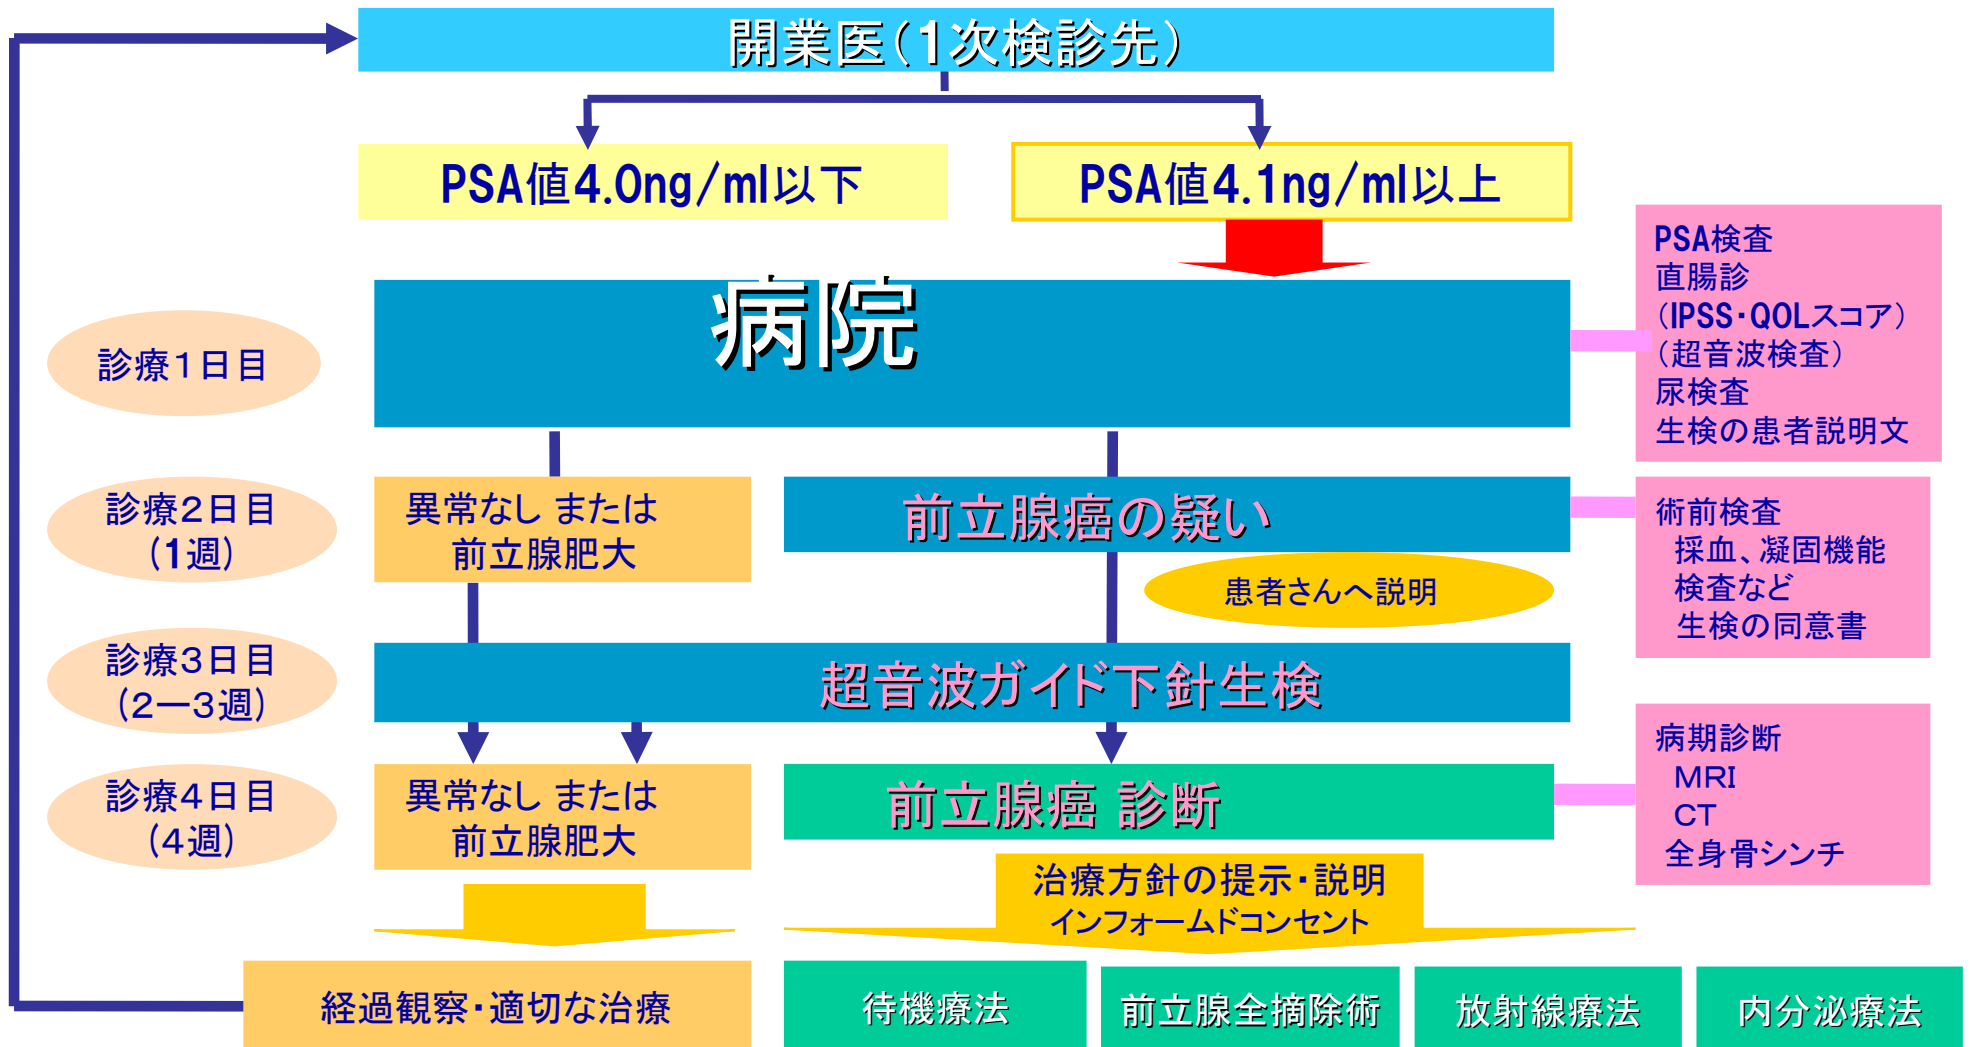 開業医（1次検診先）
PSA値4.0ng/ml以下
PSA値4.1ng/ml以上
病院
PSA検査
直腸診
（IPSS・QOLスコア）
（超音波検査）
尿検査
生検の患者説明文
診療１日目
診療２日目
（1週）
異常なし または
前立腺肥大
前立腺癌の疑い
術前検査
採血、凝固機能
検査など
生検の同意書
患者さんへ説明
診療３日目
（２ー３週）
超音波ガイド下針生検
診療４日目
（４週）
異常なし または
前立腺肥大
前立腺癌 診断
病期診断
ＭＲＩ
ＣＴ
全身骨シンチ
治療方針の提示・説明
インフォームドコンセント
経過観察・適切な治療
待機療法
前立腺全摘除術
放射線療法
内分泌療法